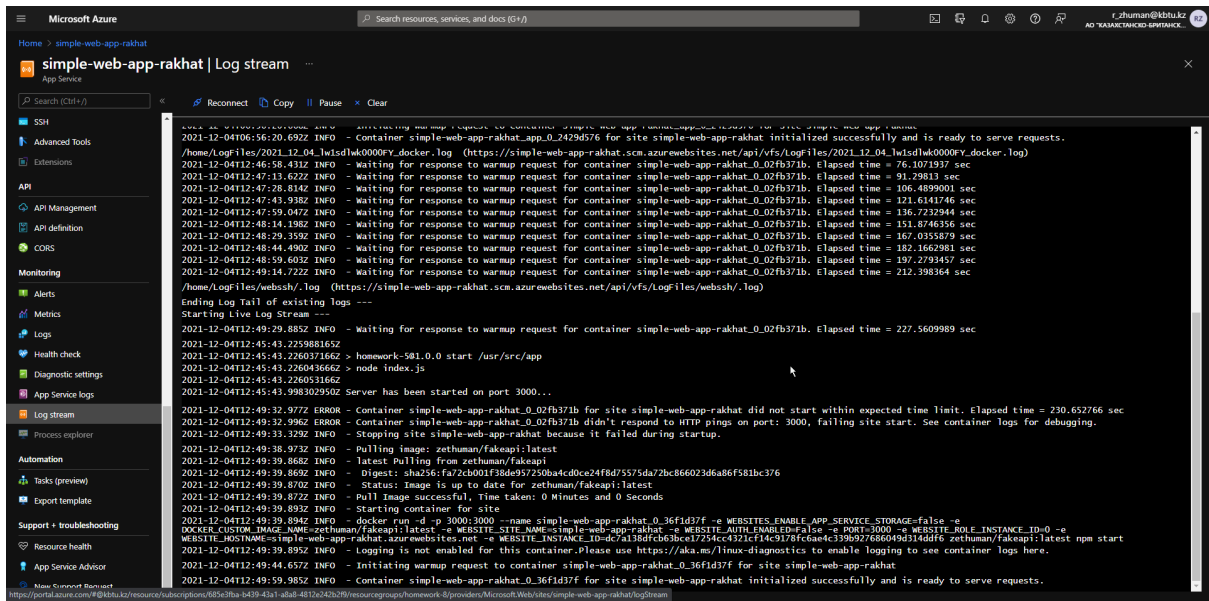 Microsoft Azure
Search resources, services, and docs (G+/)
r_zhuman@kbtu.kz
АО "КАЗАХСТАНСКО-БРИТАНСК...
RZ
Home > simple-web-app-rakhat
simple-web-app-rakhat | Log stream ...
App Service
Search (Ctrl+/)
«
Reconnect Copy Pause Clear
SSH
Advanced Tools
Extensions
API
API Management
API definition
CORS
Monitoring
Alerts
Metrics
Logs
Health check
Diagnostic settings
App Service logs
Log stream
Process explorer
Automation
Tasks (preview)
Export template
Support + troubleshooting
Resource health
App Service Advisor
New Support Request
2021-12-04T06:56:20.692Z INFO - Container simple-web-app-rakhat_app_0_2429d576 for site simple-web-app-rakhat initialized successfully and is ready to serve requests.
/home/LogFiles/2021_12_04_lw1sdlwk0000FY_docker.log (https://simple-web-app-rakhat.scm.azurewebsites.net/api/vfs/LogFiles/2021_12_04_lw1sdlwk0000FY_docker.log)
2021-12-04T12:46:58.431Z INFO - Waiting for response to warmup request for container simple-web-app-rakhat_0_02fb371b. Elapsed time = 76.1071937 sec
2021-12-04T12:47:13.622Z INFO - Waiting for response to warmup request for container simple-web-app-rakhat_0_02fb371b. Elapsed time = 91.29813 sec
2021-12-04T12:47:28.814Z INFO - Waiting for response to warmup request for container simple-web-app-rakhat_0_02fb371b. Elapsed time = 106.4899001 sec
2021-12-04T12:47:43.938Z INFO - Waiting for response to warmup request for container simple-web-app-rakhat_0_02fb371b. Elapsed time = 121.6141746 sec
2021-12-04T12:47:59.047Z INFO - Waiting for response to warmup request for container simple-web-app-rakhat_0_02fb371b. Elapsed time = 136.7232944 sec
2021-12-04T12:48:14.198Z INFO - Waiting for response to warmup request for container simple-web-app-rakhat_0_02fb371b. Elapsed time = 151.8746356 sec
2021-12-04T12:48:29.359Z INFO - Waiting for response to warmup request for container simple-web-app-rakhat_0_02fb371b. Elapsed time = 167.0355879 sec
2021-12-04T12:48:44.490Z INFO - Waiting for response to warmup request for container simple-web-app-rakhat_0_02fb371b. Elapsed time = 182.1662981 sec
2021-12-04T12:48:59.603Z INFO - Waiting for response to warmup request for container simple-web-app-rakhat_0_02fb371b. Elapsed time = 197.2793457 sec
2021-12-04T12:49:14.722Z INFO - Waiting for response to warmup request for container simple-web-app-rakhat_0_02fb371b. Elapsed time = 212.398364 sec
/home/LogFiles/webssh/.log (https://simple-web-app-rakhat.scm.azurewebsites.net/api/vfs/LogFiles/webssh/.log)
Ending Log Tail of existing logs ---
Starting Live Log Stream ---
2021-12-04T12:49:29.885Z INFO - Waiting for response to warmup request for container simple-web-app-rakhat_0_02fb371b. Elapsed time = 227.5609989 sec
2021-12-04T12:45:43.225988165Z
2021-12-04T12:45:43.226037166Z > homework-5@1.0.0 start /usr/src/app
2021-12-04T12:45:43.226043666Z > node index.js
2021-12-04T12:45:43.226053166Z
2021-12-04T12:45:43.998302950Z Server has been started on port 3000...
2021-12-04T12:49:32.977Z ERROR - Container simple-web-app-rakhat_0_02fb371b for site simple-web-app-rakhat did not start within expected time limit. Elapsed time = 230.652766 sec
2021-12-04T12:49:32.996Z ERROR - Container simple-web-app-rakhat_0_02fb371b didn't respond to HTTP pings on port: 3000, failing site start. See container logs for debugging.
2021-12-04T12:49:33.329Z INFO - Stopping site simple-web-app-rakhat because it failed during startup.
2021-12-04T12:49:38.973Z INFO - Pulling image: zethuman/fakeapi:latest
2021-12-04T12:49:39.868Z INFO - latest Pulling from zethuman/fakeapi
2021-12-04T12:49:39.869Z INFO - Digest: sha256:fa72cb001f38de957250ba4cd0ce24f8d75575da72bc866023d6a86f581bc376
2021-12-04T12:49:39.870Z INFO - Status: Image is up to date for zethuman/fakeapi:latest
2021-12-04T12:49:39.872Z INFO - Pull Image successful, Time taken: 0 Minutes and 0 Seconds
2021-12-04T12:49:39.893Z INFO - Starting container for site
2021-12-04T12:49:39.894Z INFO - docker run -d -p 3000:3000 --name simple-web-app-rakhat_0_36f1d37f -e WEBSITES_ENABLE_APP_SERVICE_STORAGE=false -e
DOCKER_CUSTOM_IMAGE_NAME=zethuman/fakeapi:latest -e WEBSITE_SITE_NAME=simple-web-app-rakhat -e WEBSITE_AUTH_ENABLED=False -e PORT=3000 -e WEBSITE_ROLE_INSTANCE_ID=0 -e
WEBSITE_HOSTNAME=simple-web-app-rakhat.azurewebsites.net -e WEBSITE_INSTANCE_ID=dc7a138dfcb63bce17254cc4321cf14c9178fc6ae4c339b927686049d314ddf6 zethuman/fakeapi:latest npm start
2021-12-04T12:49:39.895Z INFO - Logging is not enabled for this container.Please use https://aka.ms/linux-diagnostics to enable logging to see container logs here.
2021-12-04T12:49:44.657Z INFO - Initiating warmup request to container simple-web-app-rakhat_0_36f1d37f for site simple-web-app-rakhat
2021-12-04T12:49:59.985Z INFO - Container simple-web-app-rakhat_0_36f1d37f for site simple-web-app-rakhat initialized successfully and is ready to serve requests.
https://portal.azure.com/#@kbtu.kz/resource/subscriptions/685e3fba-b439-43a1-a8a8-4812e242b2f9/resourcegroups/homework-8/providers/Microsoft.Web/sites/simple-web-app-rakhat/logStream